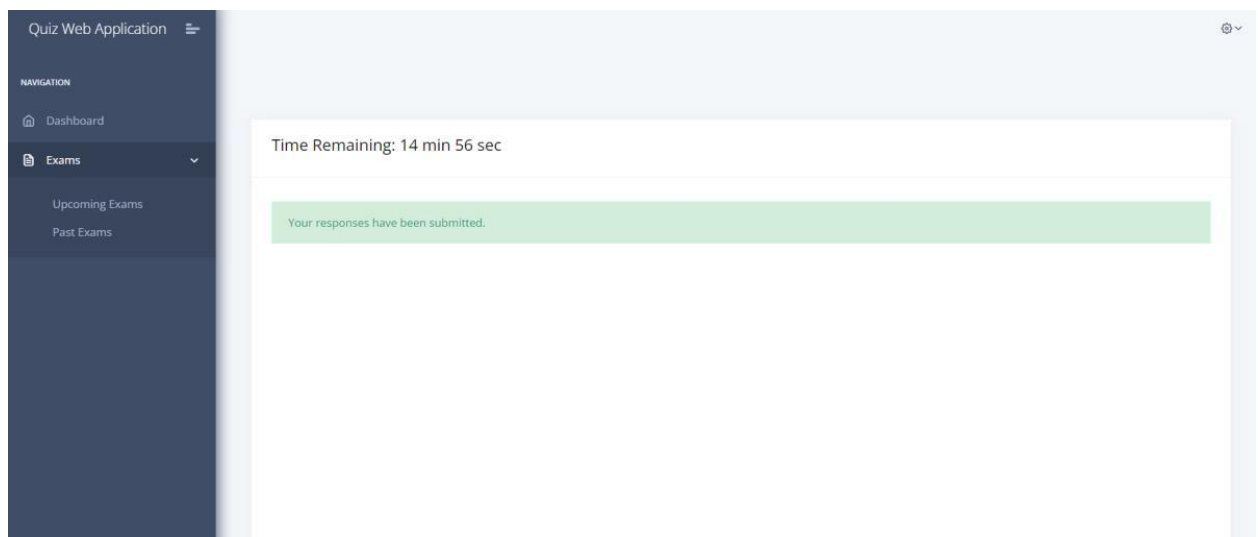 Quiz Web Application
NAVIGATION
Dashboard
Exams
Upcoming Exams
Past Exams
Time Remaining: 14 min 56 sec
Your responses have been submitted.